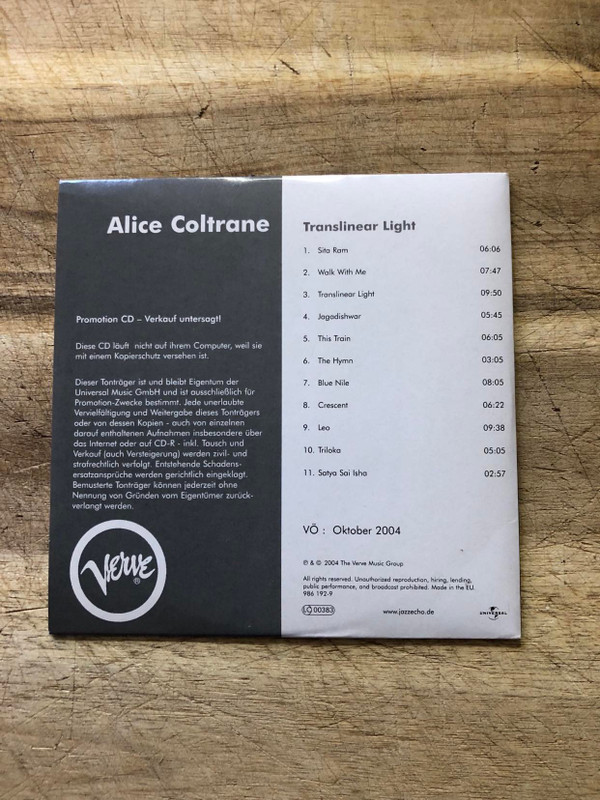 Alice Coltrane
Promotion CD – Verkauf untersagt!
Diese CD läuft nicht auf ihrem Computer, weil sie
mit einem Kopierschutz versehen ist.
Dieser Tonträger ist und bleibt Eigentum der
Universal Music GmbH und ist ausschließlich für
Promotion-Zwecke bestimmt. Jede unerlaubte
Vervielfältigung und Weitergabe dieses Tonträgers
oder von dessen Kopien - auch von einzelnen
darauf enthaltenen Aufnahmen insbesondere über
das Internet oder auf CD-R - inkl. Tausch und
Verkauf (auch Versteigerung) werden zivil- und
strafrechtlich verfolgt. Entstehende Schadens-
ersatzansprüche werden gerichtlich eingeklagt.
Bemusterte Tonträger können jederzeit ohne
Nennung von Gründen vom Eigentümer zurück-
verlangt werden.
Verve®
Translinear Light
1. Sita Ram 06:06
2. Walk With Me 07:47
3. Translinear Light 09:50
4. Jagadishwar 05:45
5. This Train 06:05
6. The Hymn 03:05
7. Blue Nile 08:05
8. Crescent 06:22
9. Leo 09:38
10. Triloka 05:05
11. Satya Sai Isha 02:57
VÖ : Oktober 2004
℗ & © 2004 The Verve Music Group
All rights reserved. Unauthorized reproduction, hiring, lending,
public performance, and broadcast prohibited. Made in the EU
986 192-9
LC 00383
www.jazzecho.de
UNIVERSAL